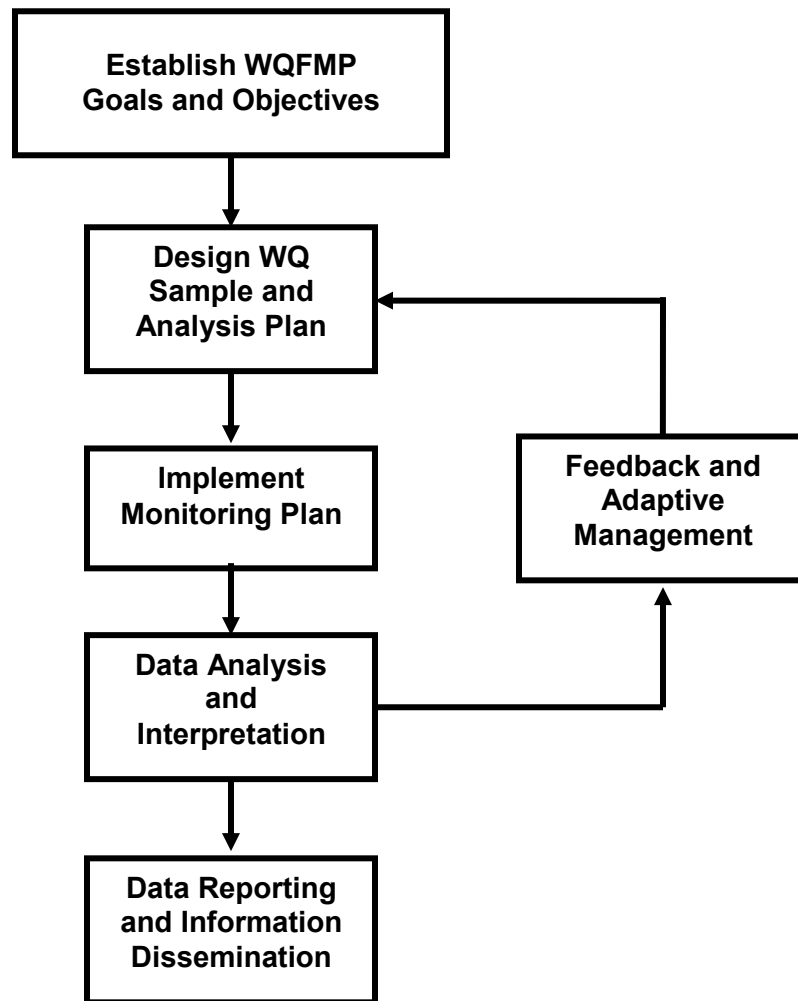 Establish WQFMP
Goals and Objectives
Design WQ
Sample and
Analysis Plan
Implement
Monitoring Plan
Feedback and
Adaptive
Management
Data Analysis
and
Interpretation
Data Reporting
and Information
Dissemination